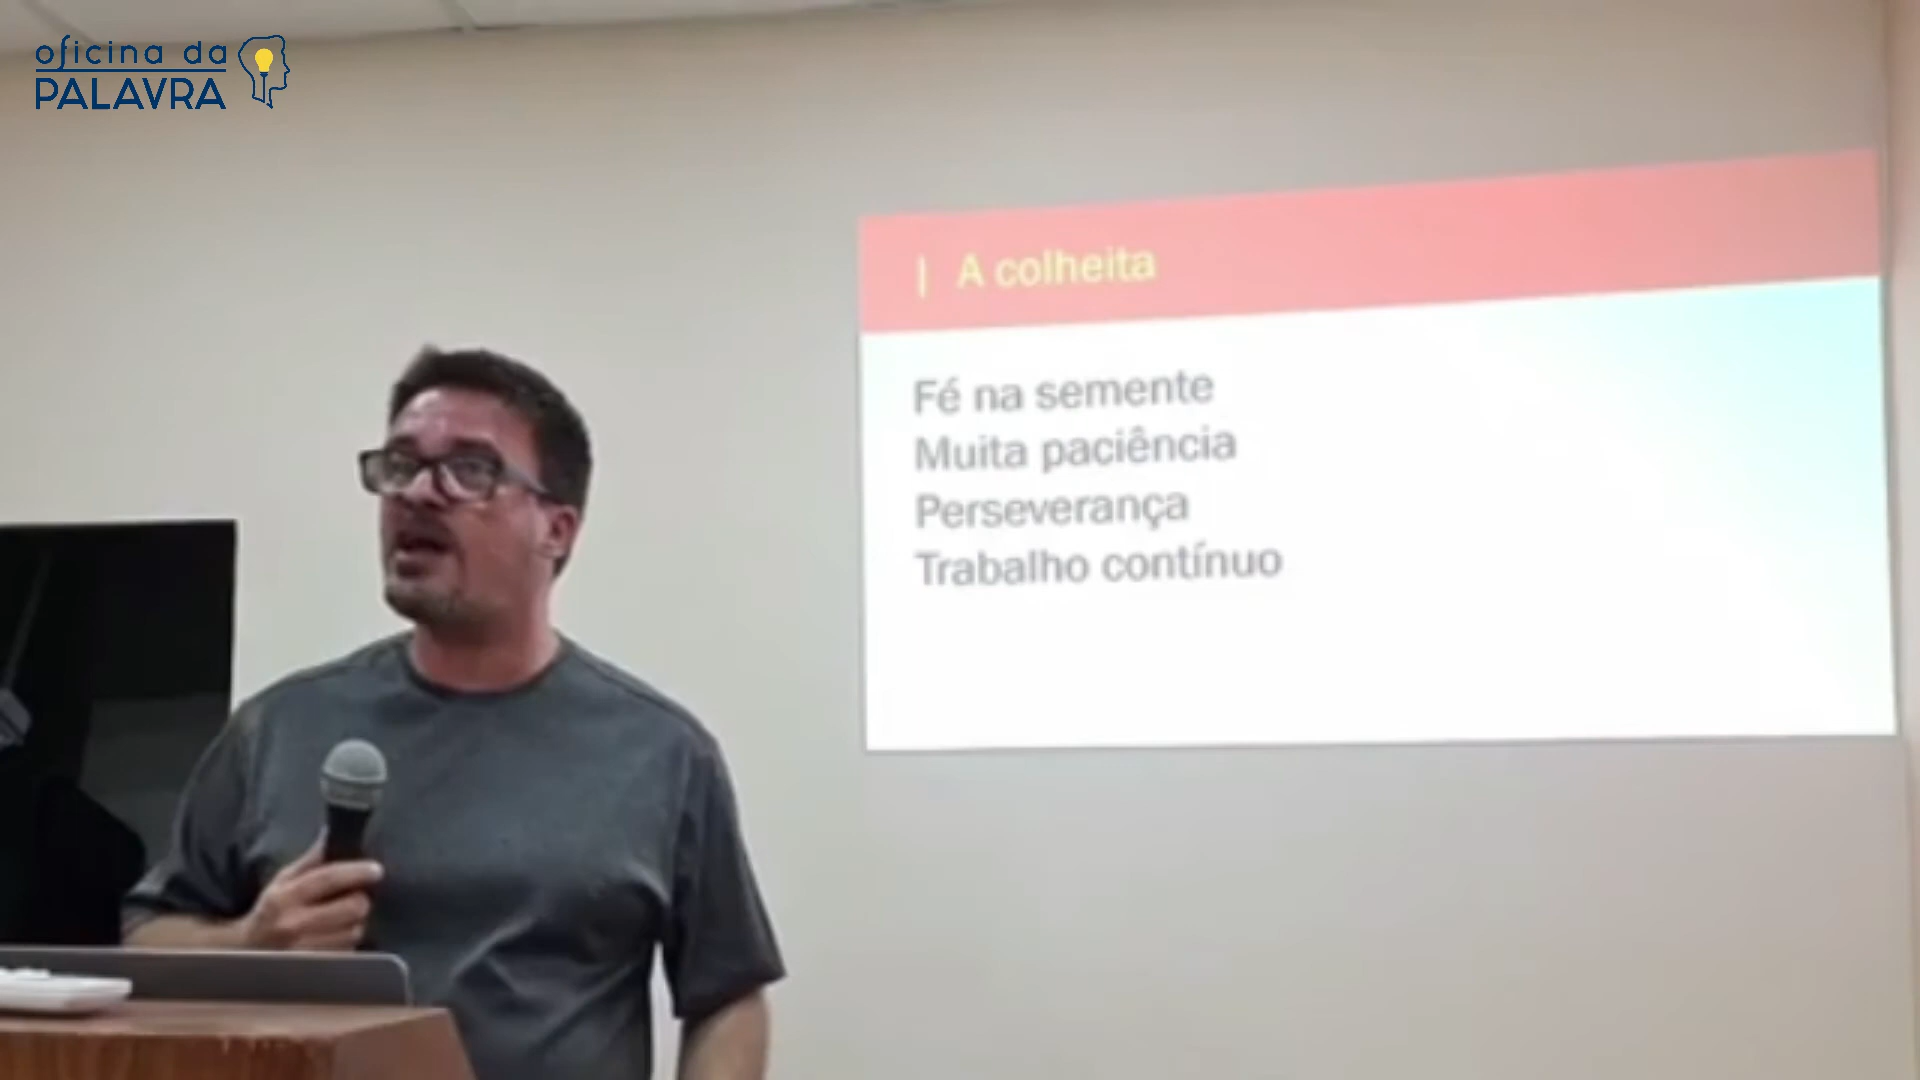 oficina da
PALAVRA
| A colheita
Fé na semente
Muita paciência
Perseverança
Trabalho contínuo